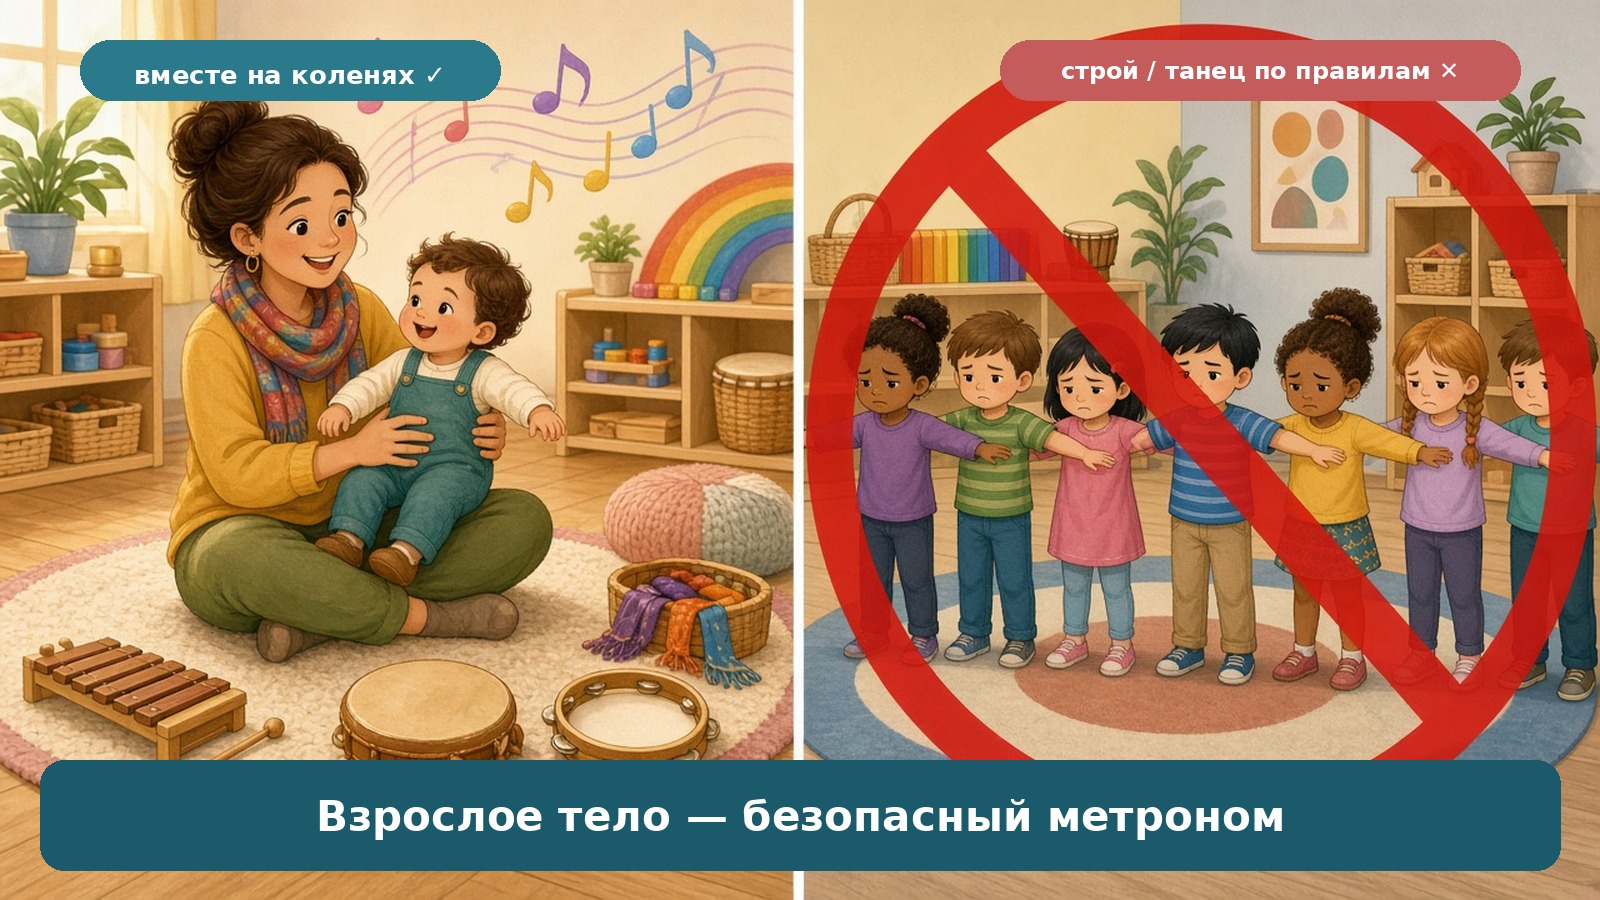 вместе на коленях ✓
строй / танец по правилам ✕
Взрослое тело — безопасный метроном